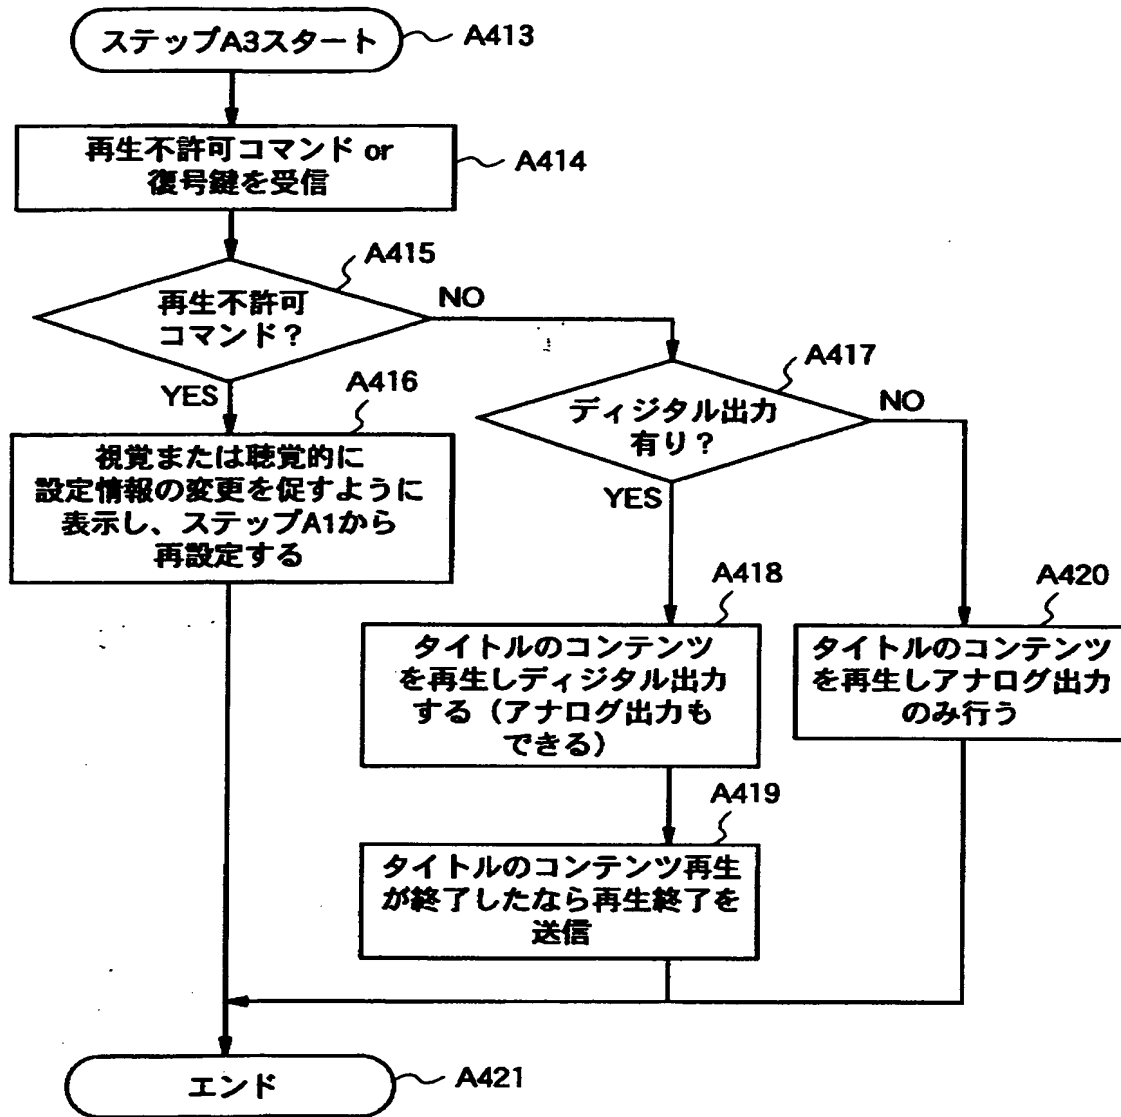 ステップA3スタート
A413
再生不許可コマンド or
復号鍵を受信
A414
再生不許可
コマンド？
A415
NO
YES
視覚または聴覚的に
設定情報の変更を促すように
表示し、ステップA1から
再設定する
A416
ディジタル出力
有り？
A417
NO
YES
タイトルのコンテンツ
を再生しディジタル出力
する（アナログ出力も
できる）
A418
タイトルのコンテンツ
を再生しアナログ出力
のみ行う
A420
タイトルのコンテンツ再生
が終了したなら再生終了を
送信
A419
エンド
A421